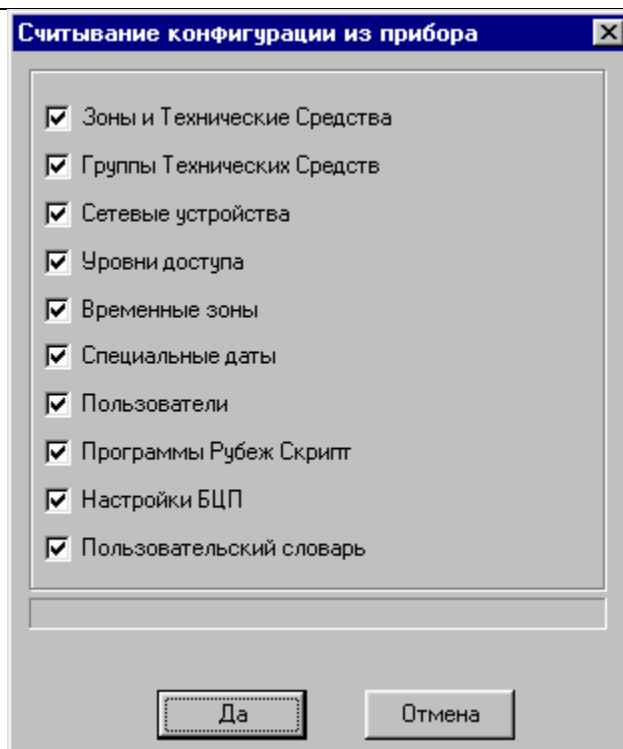 Считывание конфигурации из прибора
Зоны и Технические Средства
Группы Технических Средств
Сетевые устройства
Уровни доступа
Временные зоны
Специальные даты
Пользователи
Программы Рубеж Скрипт
Настройки БЦП
Пользовательский словарь
Да
Отмена